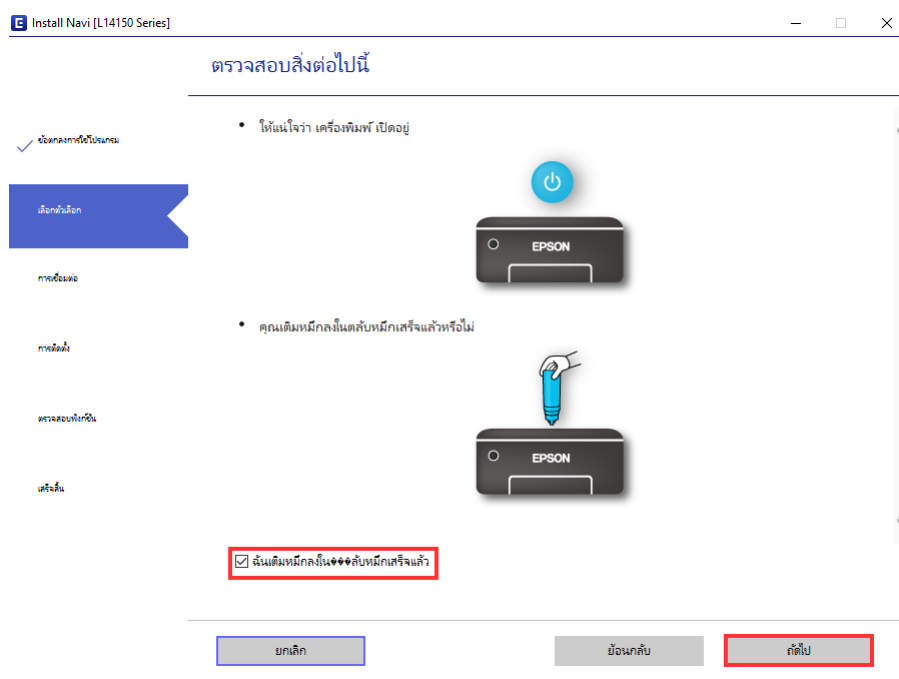 Install Navi [L14150 Series]
ตรวจสอบสิ่งต่อไปนี้
ข้อตกลงการใช้โปรแกรม
เลือกตัวเลือก
การเชื่อมต่อ
การติดตั้ง
ตรวจสอบฟังก์ชัน
เสร็จสิ้น
• ให้แน่ใจว่า เครื่องพิมพ์ เปิดอยู่
EPSON
• คุณเติมหมึกลงในตลับหมึกเสร็จแล้วหรือไม่
EPSON
ฉันเติมหมึกลงใน���ลับหมึกเสร็จแล้ว
ยกเลิก
ย้อนกลับ
ถัดไป